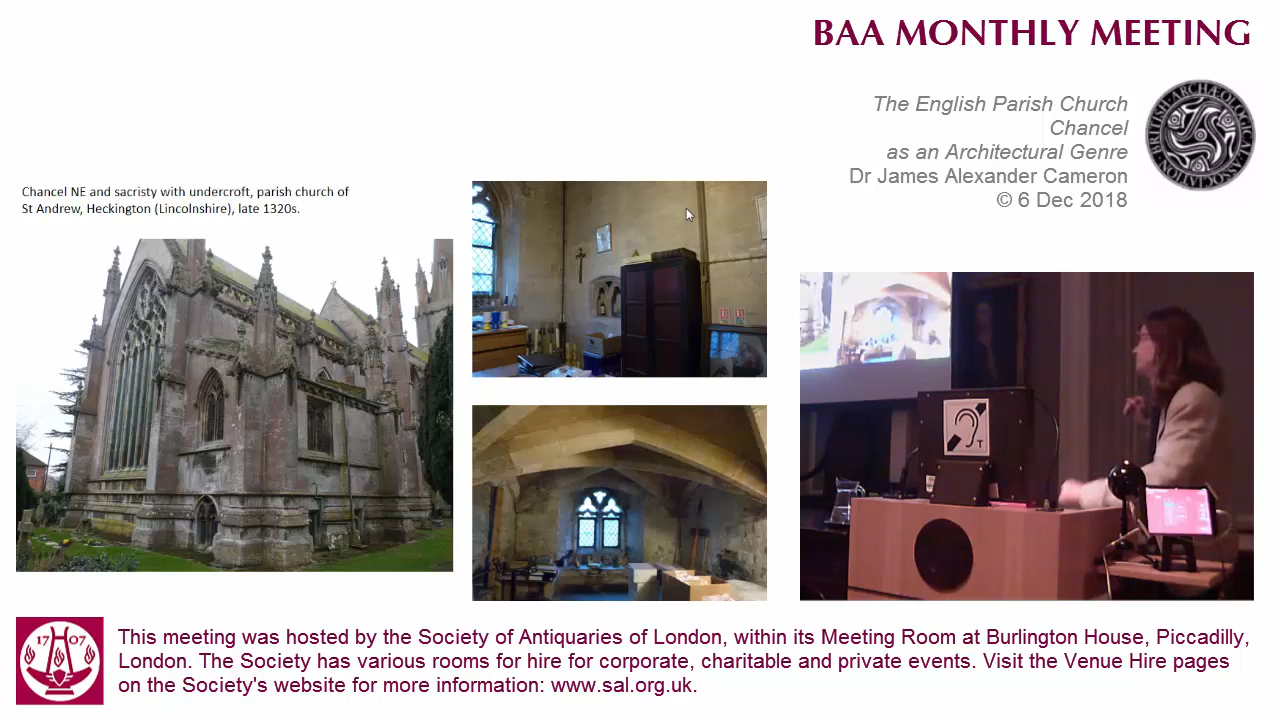 BAA MONTHLY MEETING
The English Parish Church
Chancel
as an Architectural Genre
Dr James Alexander Cameron
© 6 Dec 2018
BRITISH ARCHÆOLOGICAL ASSOCIATION
Chancel NE and sacristy with undercroft, parish church of
St Andrew, Heckington (Lincolnshire), late 1320s.
T
1707
This meeting was hosted by the Society of Antiquaries of London, within its Meeting Room at Burlington House, Piccadilly,
London. The Society has various rooms for hire for corporate, charitable and private events. Visit the Venue Hire pages
on the Society's website for more information: www.sal.org.uk.